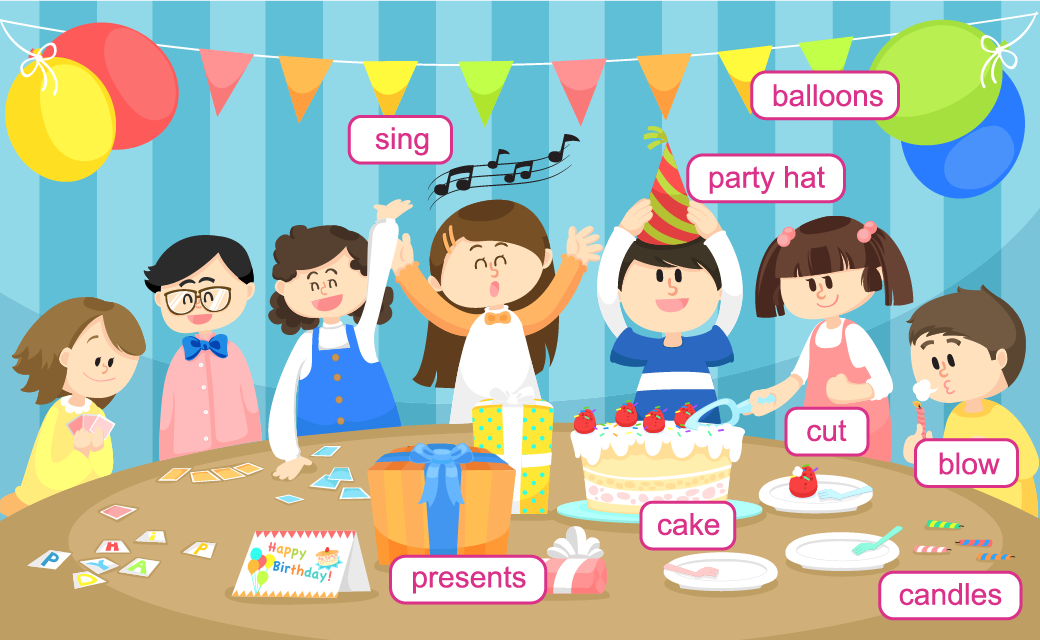 balloons
sing
party hat
cut
blow
cake
Happy
Birthday!
presents
candles
P
H
P
D
A